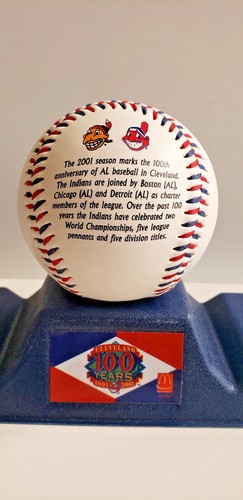 The 2001 season marks the 100th
anniversary of AL baseball in Cleveland.
The Indians are joined by Boston (AL),
Chicago (AL) and Detroit (AL) as charter
members of the league. Over the past 100
years the Indians have celebrated two
World Championships, five league
pennants and five division titles.
CLEVELAND
100
YEARS
1901 2001
M